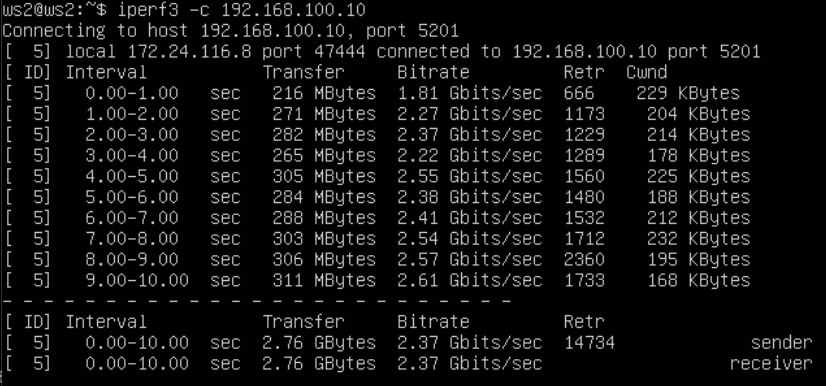 ws2@ws2:~$ iperf3 -c 192.168.100.10
Connecting to host 192.168.100.10, port 5201
[  5] local 172.24.116.8 port 47444 connected to 192.168.100.10 port 5201
[ ID] Interval           Transfer     Bitrate         Retr  Cwnd
[  5]   0.00-1.00   sec   216 MBytes  1.81 Gbits/sec  666    229 KBytes
[  5]   1.00-2.00   sec   271 MBytes  2.27 Gbits/sec  1173    204 KBytes
[  5]   2.00-3.00   sec   282 MBytes  2.37 Gbits/sec  1229    214 KBytes
[  5]   3.00-4.00   sec   265 MBytes  2.22 Gbits/sec  1289    178 KBytes
[  5]   4.00-5.00   sec   305 MBytes  2.55 Gbits/sec  1560    225 KBytes
[  5]   5.00-6.00   sec   284 MBytes  2.38 Gbits/sec  1480    188 KBytes
[  5]   6.00-7.00   sec   288 MBytes  2.41 Gbits/sec  1532    212 KBytes
[  5]   7.00-8.00   sec   303 MBytes  2.54 Gbits/sec  1712    232 KBytes
[  5]   8.00-9.00   sec   306 MBytes  2.57 Gbits/sec  2360    195 KBytes
[  5]   9.00-10.00  sec   311 MBytes  2.61 Gbits/sec  1733    168 KBytes
- - - - - - - - - - - - - - - - - - - - - - - - -
[ ID] Interval           Transfer     Bitrate         Retr
[  5]   0.00-10.00  sec  2.76 GBytes  2.37 Gbits/sec  14734             sender
[  5]   0.00-10.00  sec  2.76 GBytes  2.37 Gbits/sec                  receiver